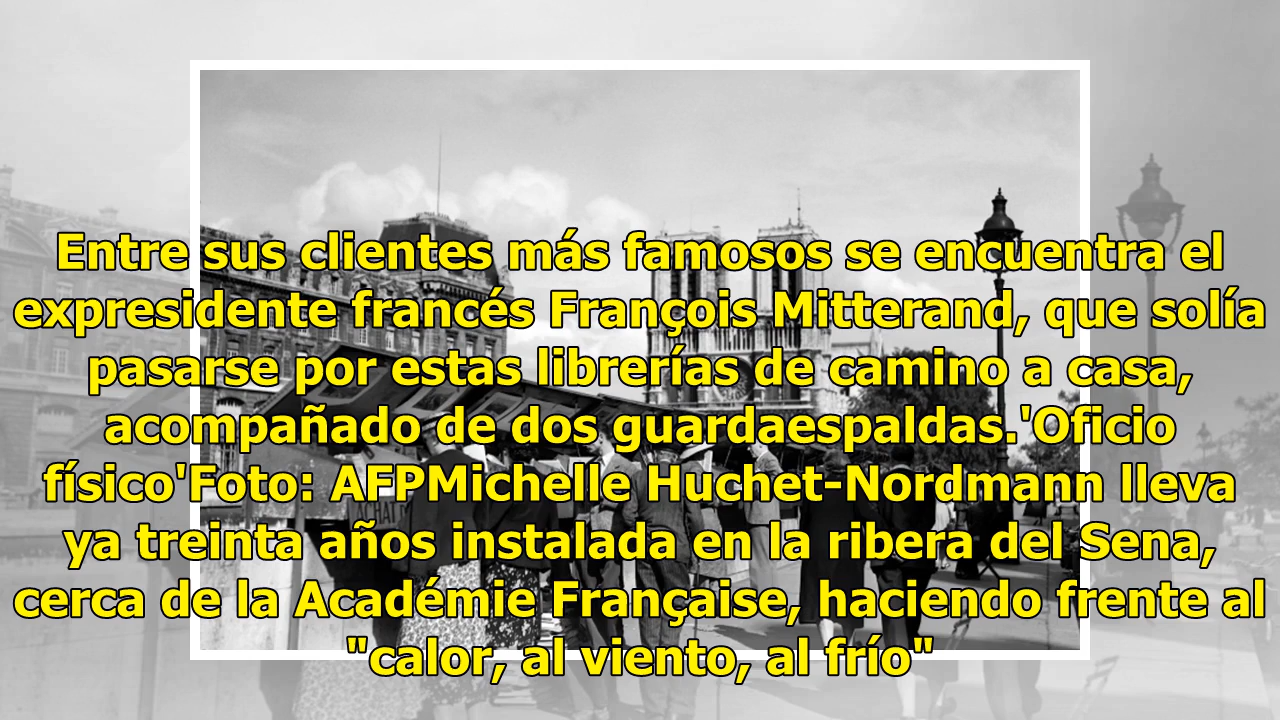 Entre sus clientes más famosos se encuentra el
expresidente francés François Mitterand, que solía
pasarse por estas librerías de camino a casa,
acompañado de dos guardaespaldas.'Oficio
físico'Foto: AFPMichelle Huchet-Nordmann lleva
ya treinta años instalada en la ribera del Sena,
cerca de la Académie Française, haciendo frente al
"calor, al viento, al frío"
ACHAT